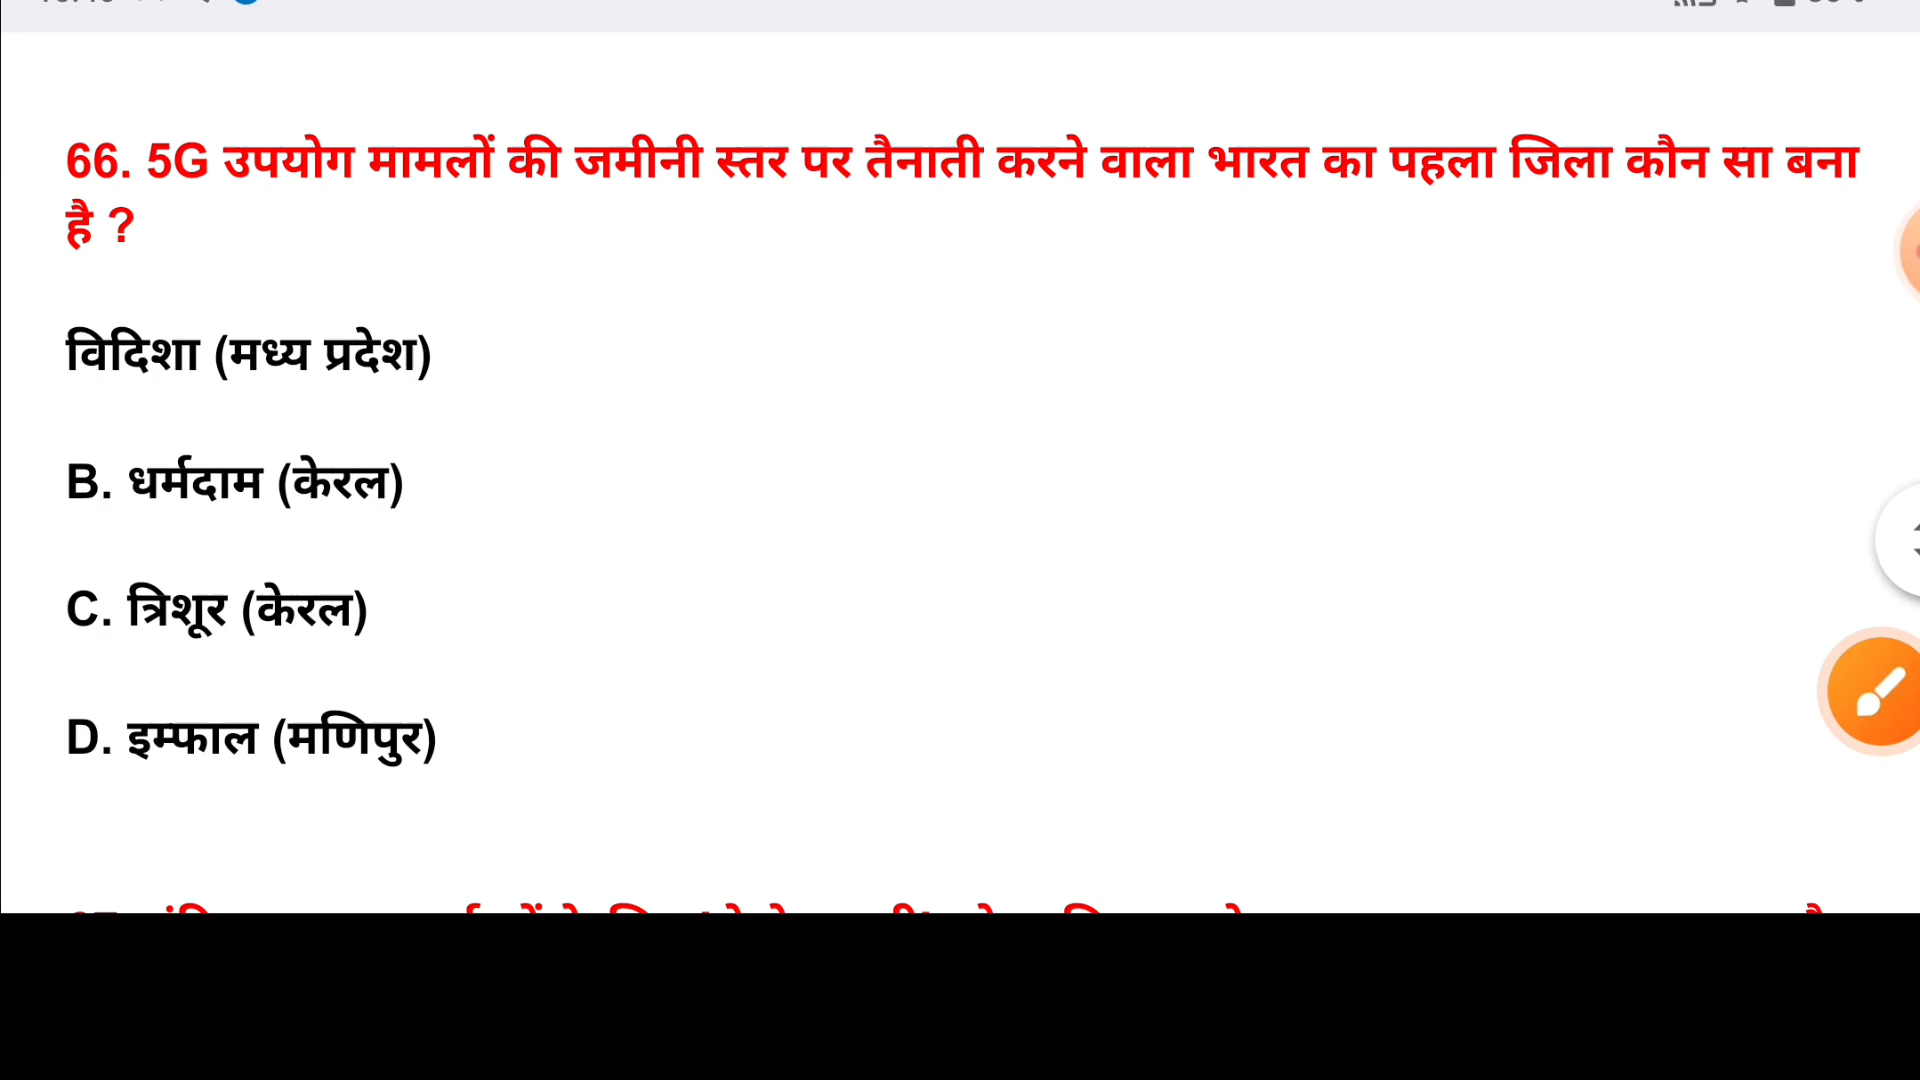 66. 5G उपयोग मामलों की जमीनी स्तर पर तैनाती करने वाला भारत का पहला जिला कौन सा बना
है ?
विदिशा (मध्य प्रदेश)
B. धर्मदाम (केरल)
C. त्रिशूर (केरल)
D. इम्फाल (मणिपुर)